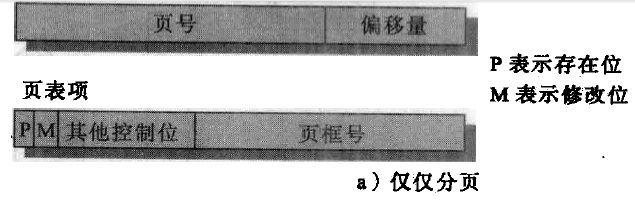 页号 偏移量
P 表示存在位
页表项
M 表示修改位
P M 其他控制位 页框号
a）仅仅分页